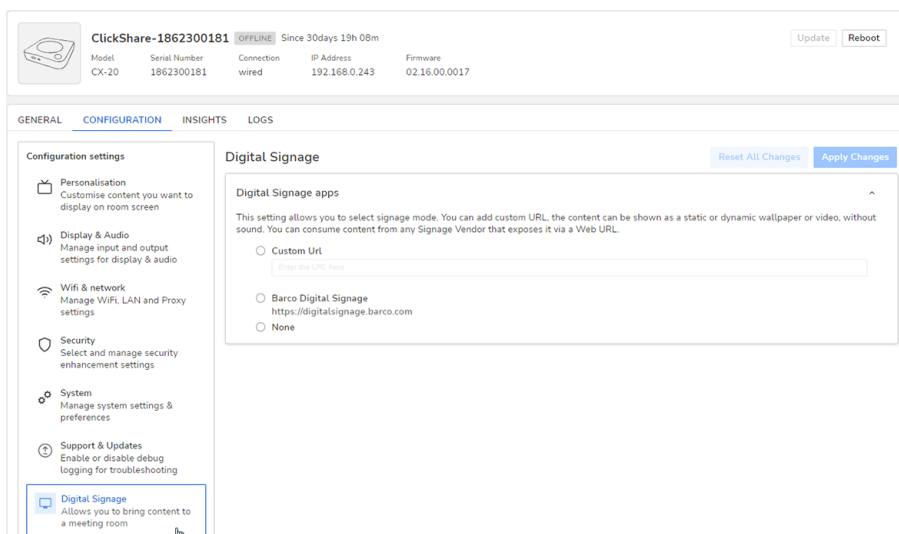 ClickShare-1862300181 OFFLINE Since 30days 19h 08m
Update Reboot
Model Serial Number Connection IP Address Firmware
CX-20 1862300181 wired 192.168.0.243 02.16.00.0017
GENERAL CONFIGURATION INSIGHTS LOGS
Configuration settings
Personalisation
Customise content you want to
display on room screen
Display & Audio
Manage input and output
settings for display & audio
Wifi & network
Manage WiFi, LAN and Proxy
settings
Security
Select and manage security
enhancement settings
System
Manage system settings &
preferences
Support & Updates
Enable or disable debug
logging for troubleshooting
Digital Signage
Allows you to bring content to
a meeting room
Digital Signage
Reset All Changes Apply Changes
Digital Signage apps
This setting allows you to select signage mode. You can add custom URL, the content can be shown as a static or dynamic wallpaper or video, without
sound. You can consume content from any Signage Vendor that exposes it via a Web URL.
Custom Url
Enter the URL here
Barco Digital Signage
https://digitalsignage.barco.com
None